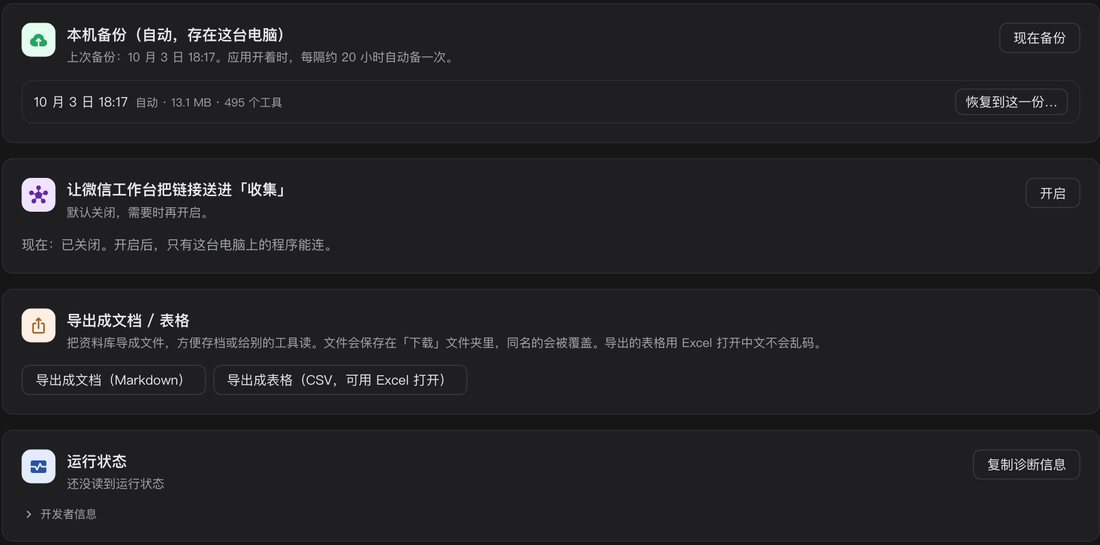 本机备份（自动，存在这台电脑）
现在备份
上次备份：10 月 3 日 18:17。应用开着时，每隔约 20 小时自动备一次。
10 月 3 日 18:17 自动 · 13.1 MB · 495 个工具
恢复到这一份…
让微信工作台把链接送进「收集」
开启
默认关闭，需要时再开启。
现在：已关闭。开启后，只有这台电脑上的程序能连。
导出成文档 / 表格
把资料库导成文件，方便存档或给别的工具读。文件会保存在「下载」文件夹里，同名的会被覆盖。导出的表格用 Excel 打开中文不会乱码。
导出成文档（Markdown）
导出成表格（CSV，可用 Excel 打开）
运行状态
复制诊断信息
还没读到运行状态
开发者信息